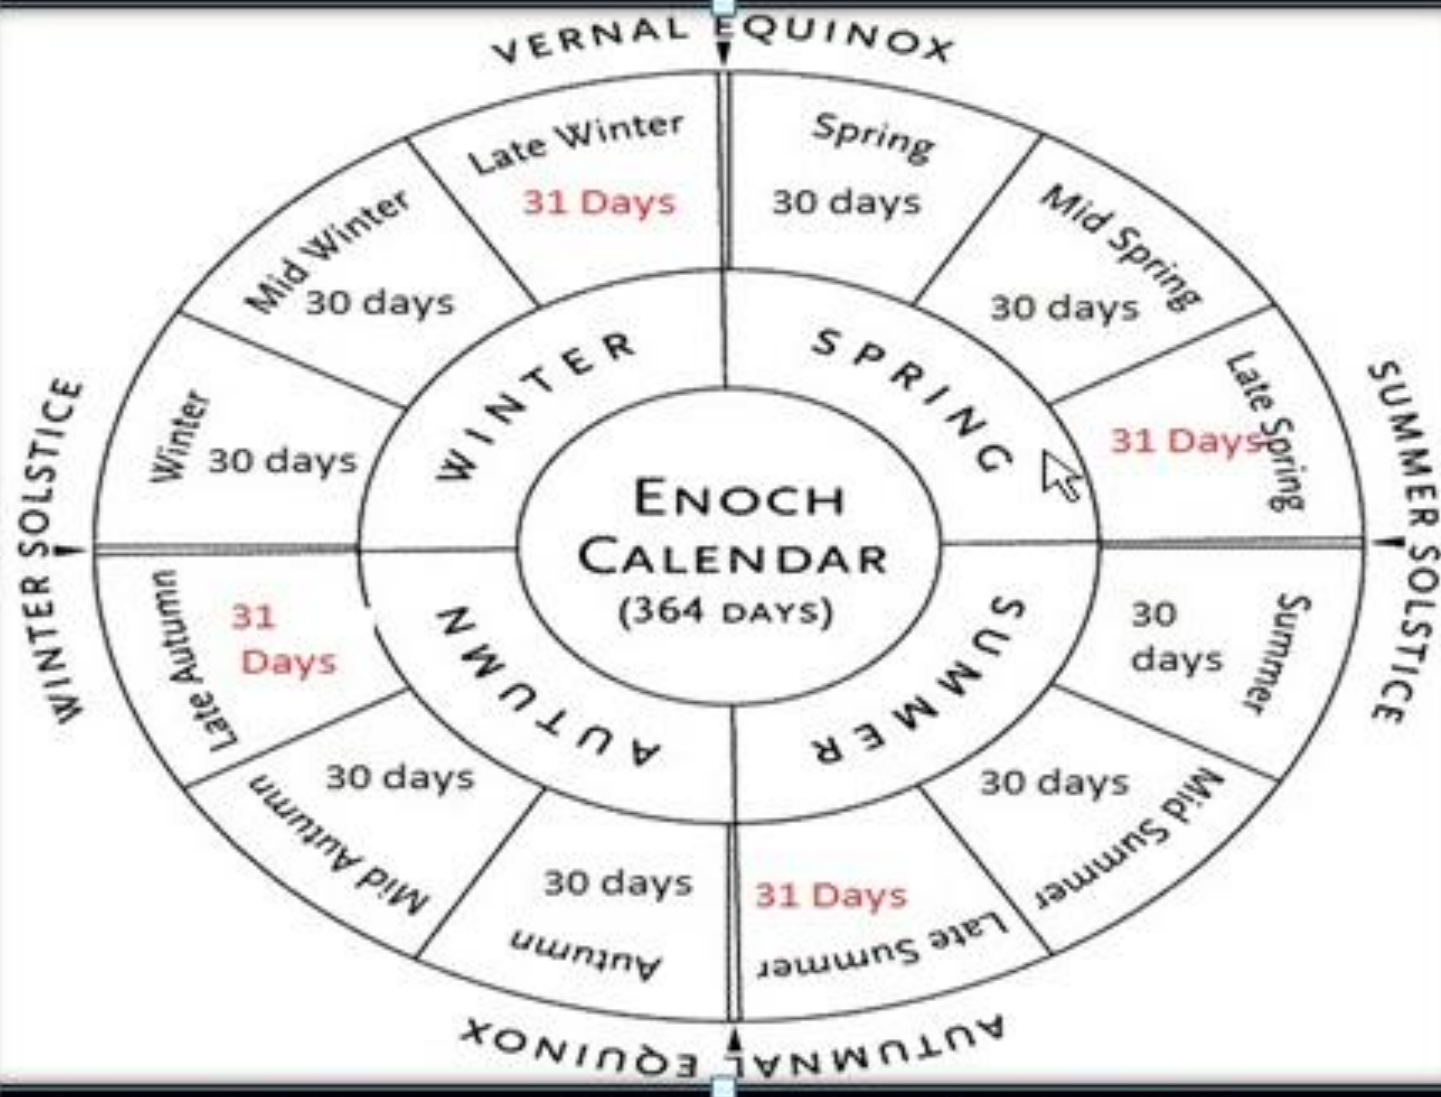 VERNAL EQUINOX
Late Winter
31 Days
Spring
30 days
Mid Spring
30 days
Late Spring
31 Days
SUMMER SOLSTICE
Summer
30
days
Mid Summer
30 days
Late Summer
31 Days
AUTUMNAL EQUINOX
Autumn
30 days
Mid Autumn
30 days
Late Autumn
31
Days
WINTER SOLSTICE
Winter
30 days
Mid Winter
30 days
WINTER
SPRING
SUMMER
AUTUMN
ENOCH
CALENDAR
(364 DAYS)